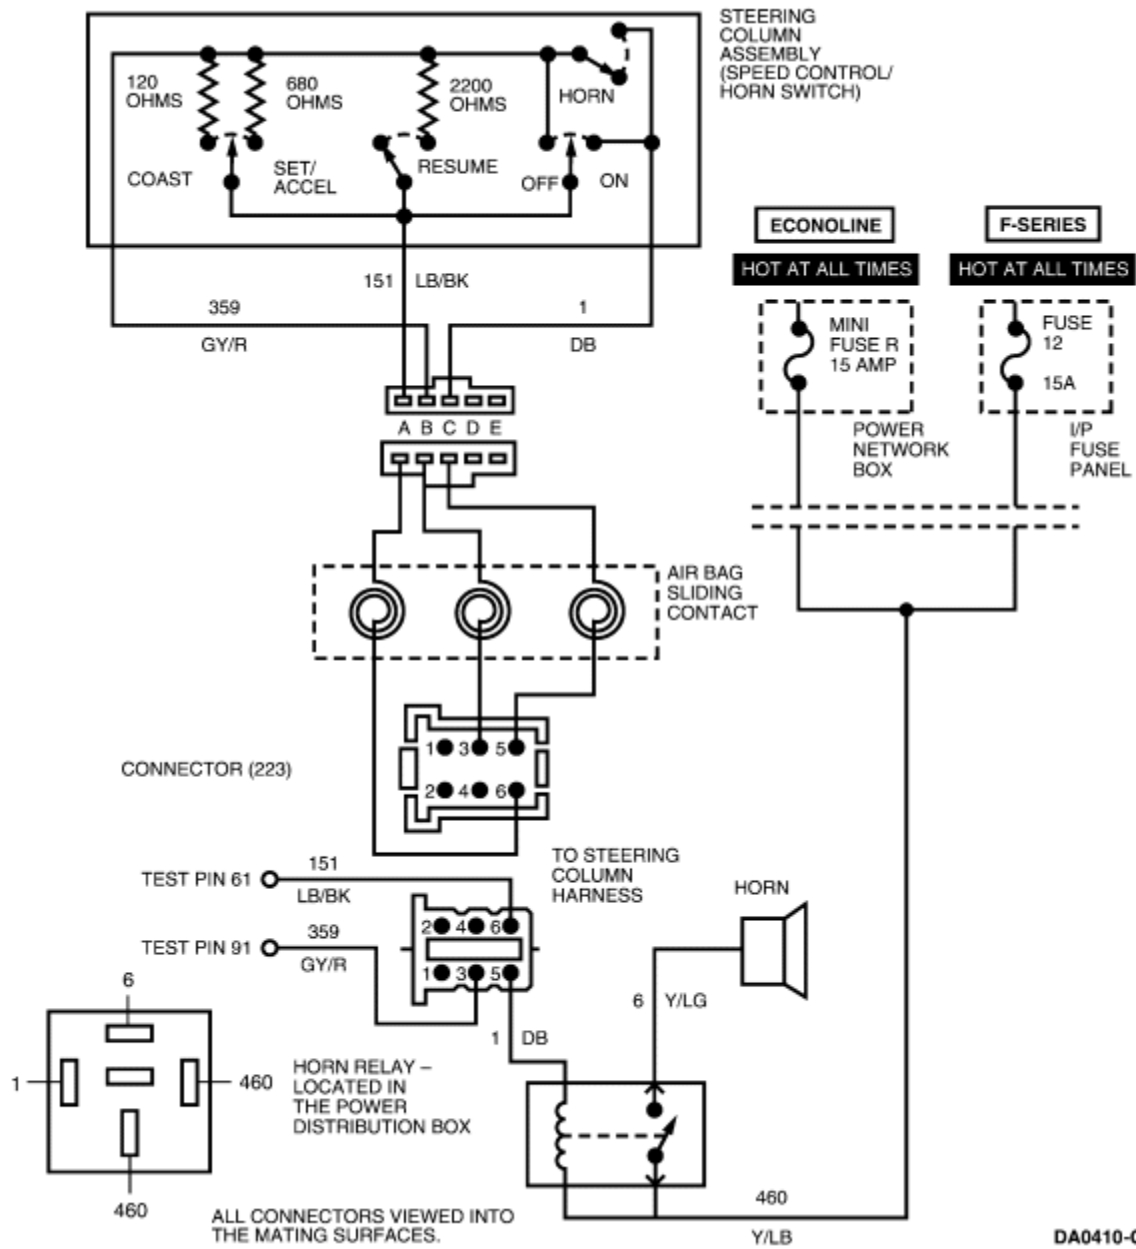 STEERING
COLUMN
ASSEMBLY
(SPEED CONTROL/
HORN SWITCH)
120
OHMS
680
OHMS
2200
OHMS
HORN
COAST
SET/
ACCEL
RESUME
OFF
ON
ECONOLINE
F-SERIES
HOT AT ALL TIMES
HOT AT ALL TIMES
151 LB/BK
359
GY/R
1
DB
MINI
FUSE R
15 AMP
FUSE
12
15A
A B C D E
POWER
NETWORK
BOX
I/P
FUSE
PANEL
AIR BAG
SLIDING
CONTACT
1 3 5
CONNECTOR (223)
2 4 6
TO STEERING
COLUMN
HARNESS
151
TEST PIN 61
LB/BK
HORN
359
2 4 6
TEST PIN 91
GY/R
1 3 5
6 Y/LG
6
1 DB
1
460
HORN RELAY –
LOCATED IN
THE POWER
DISTRIBUTION BOX
460
460
Y/LB
ALL CONNECTORS VIEWED INTO
THE MATING SURFACES.
DA0410-